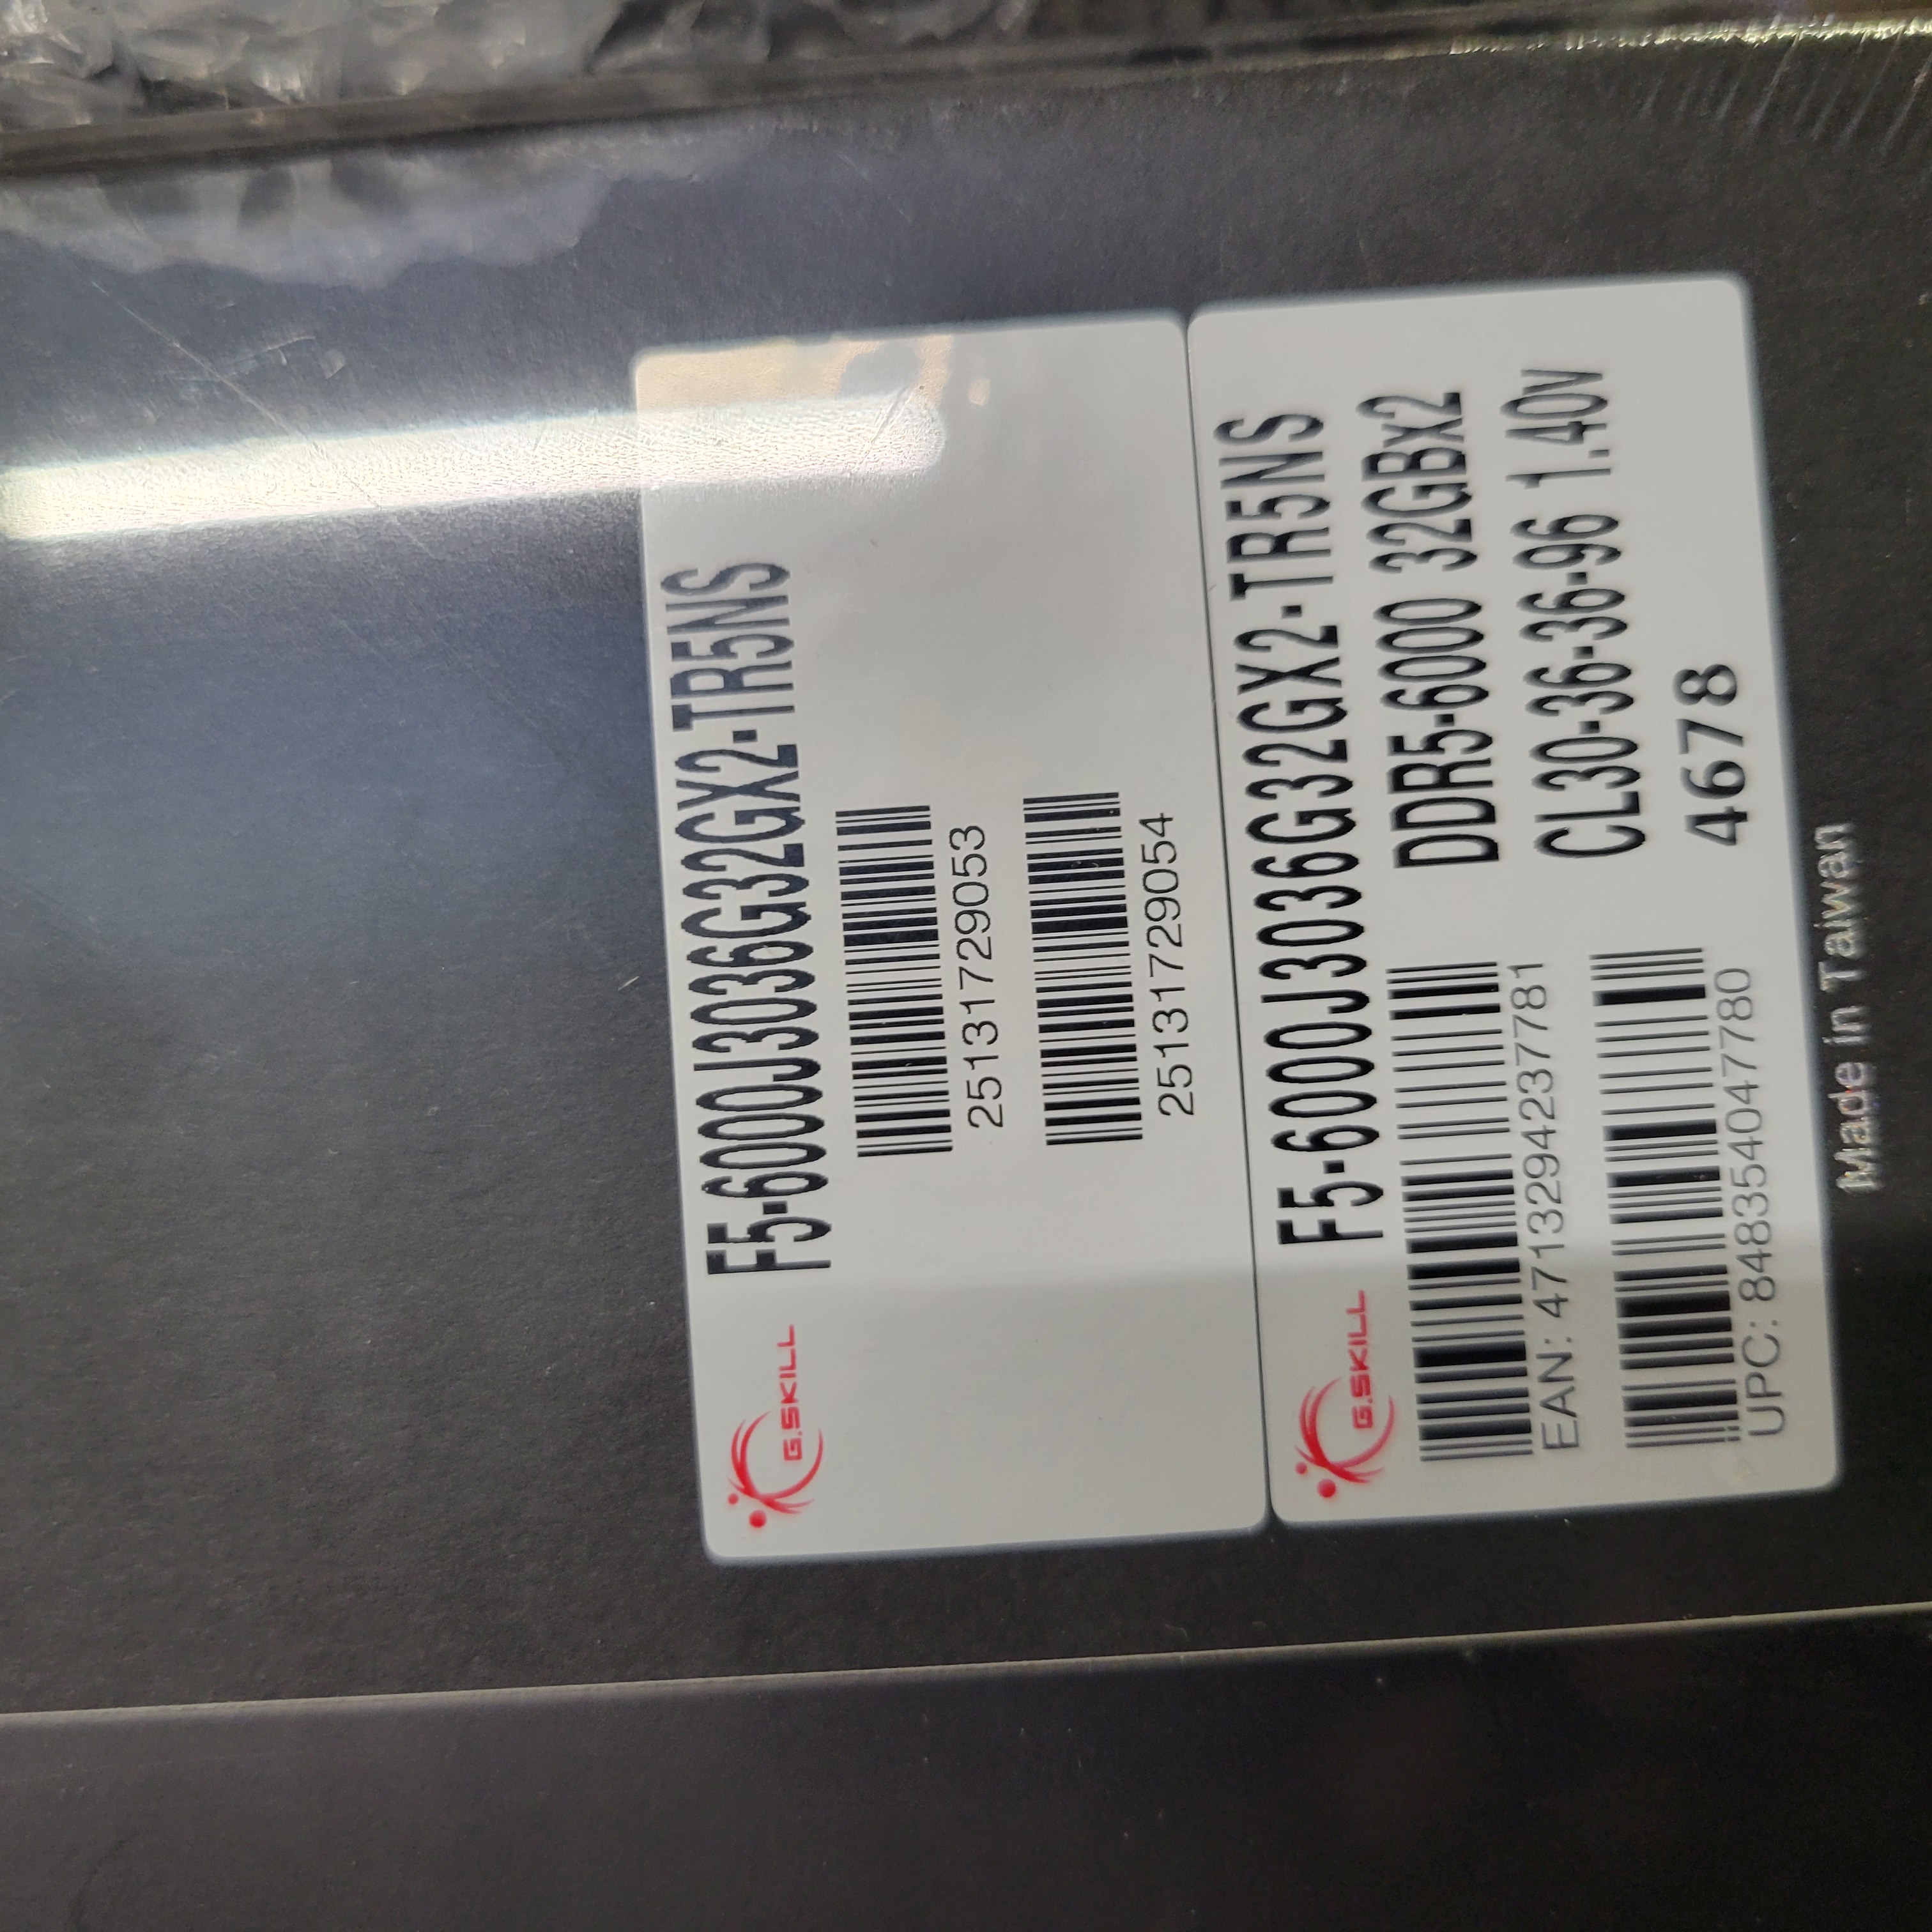 G.SKILL
F5-6000J3036G32GX2-TR5NS
25131729053
25131729054
G.SKILL
F5-6000J3036G32GX2-TR5NS
DDR5-6000 32GBx2
CL30-36-36-96 1.40v
4678
EAN: 4713294237781
UPC: 848354047780
Made in Taiwan